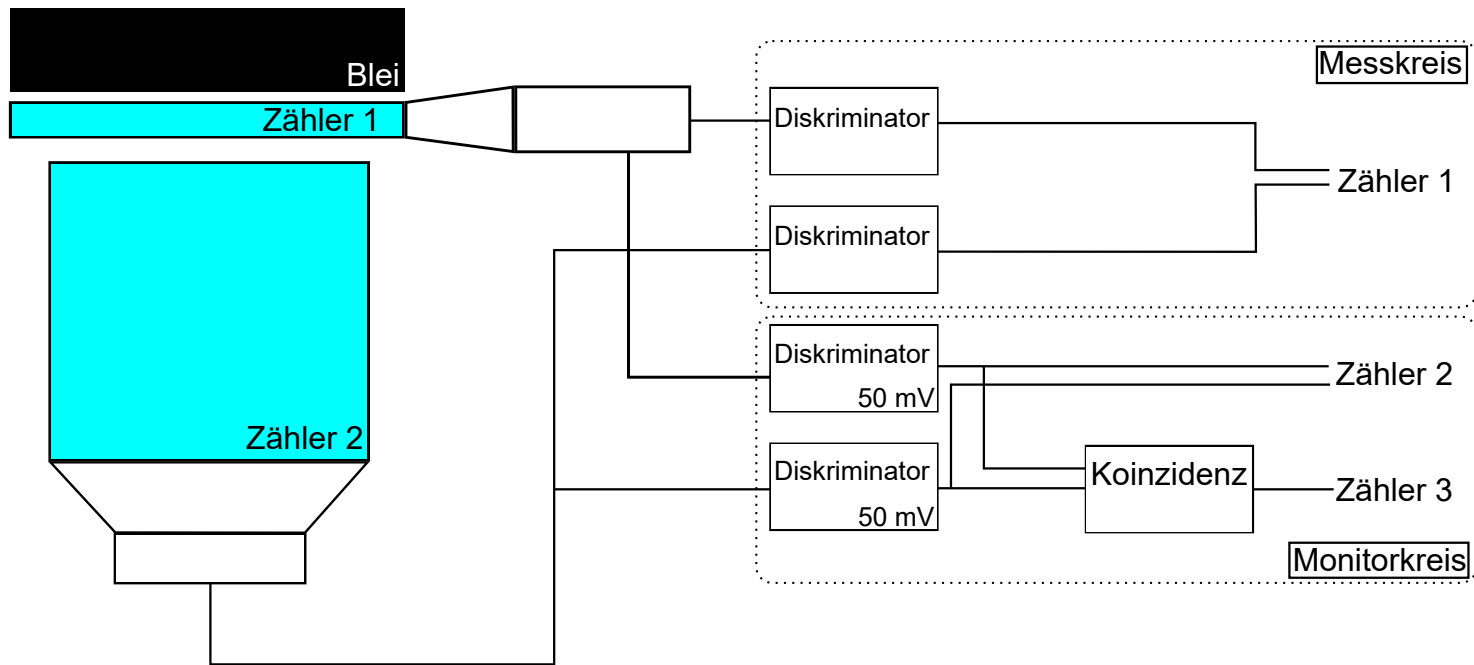 Blei
Zähler 1
Zähler 2
Messkreis
Diskriminator
Zähler 1
Diskriminator
Diskriminator
50 mV
Zähler 2
Diskriminator
50 mV
Koinzidenz
Zähler 3
Monitorkreis